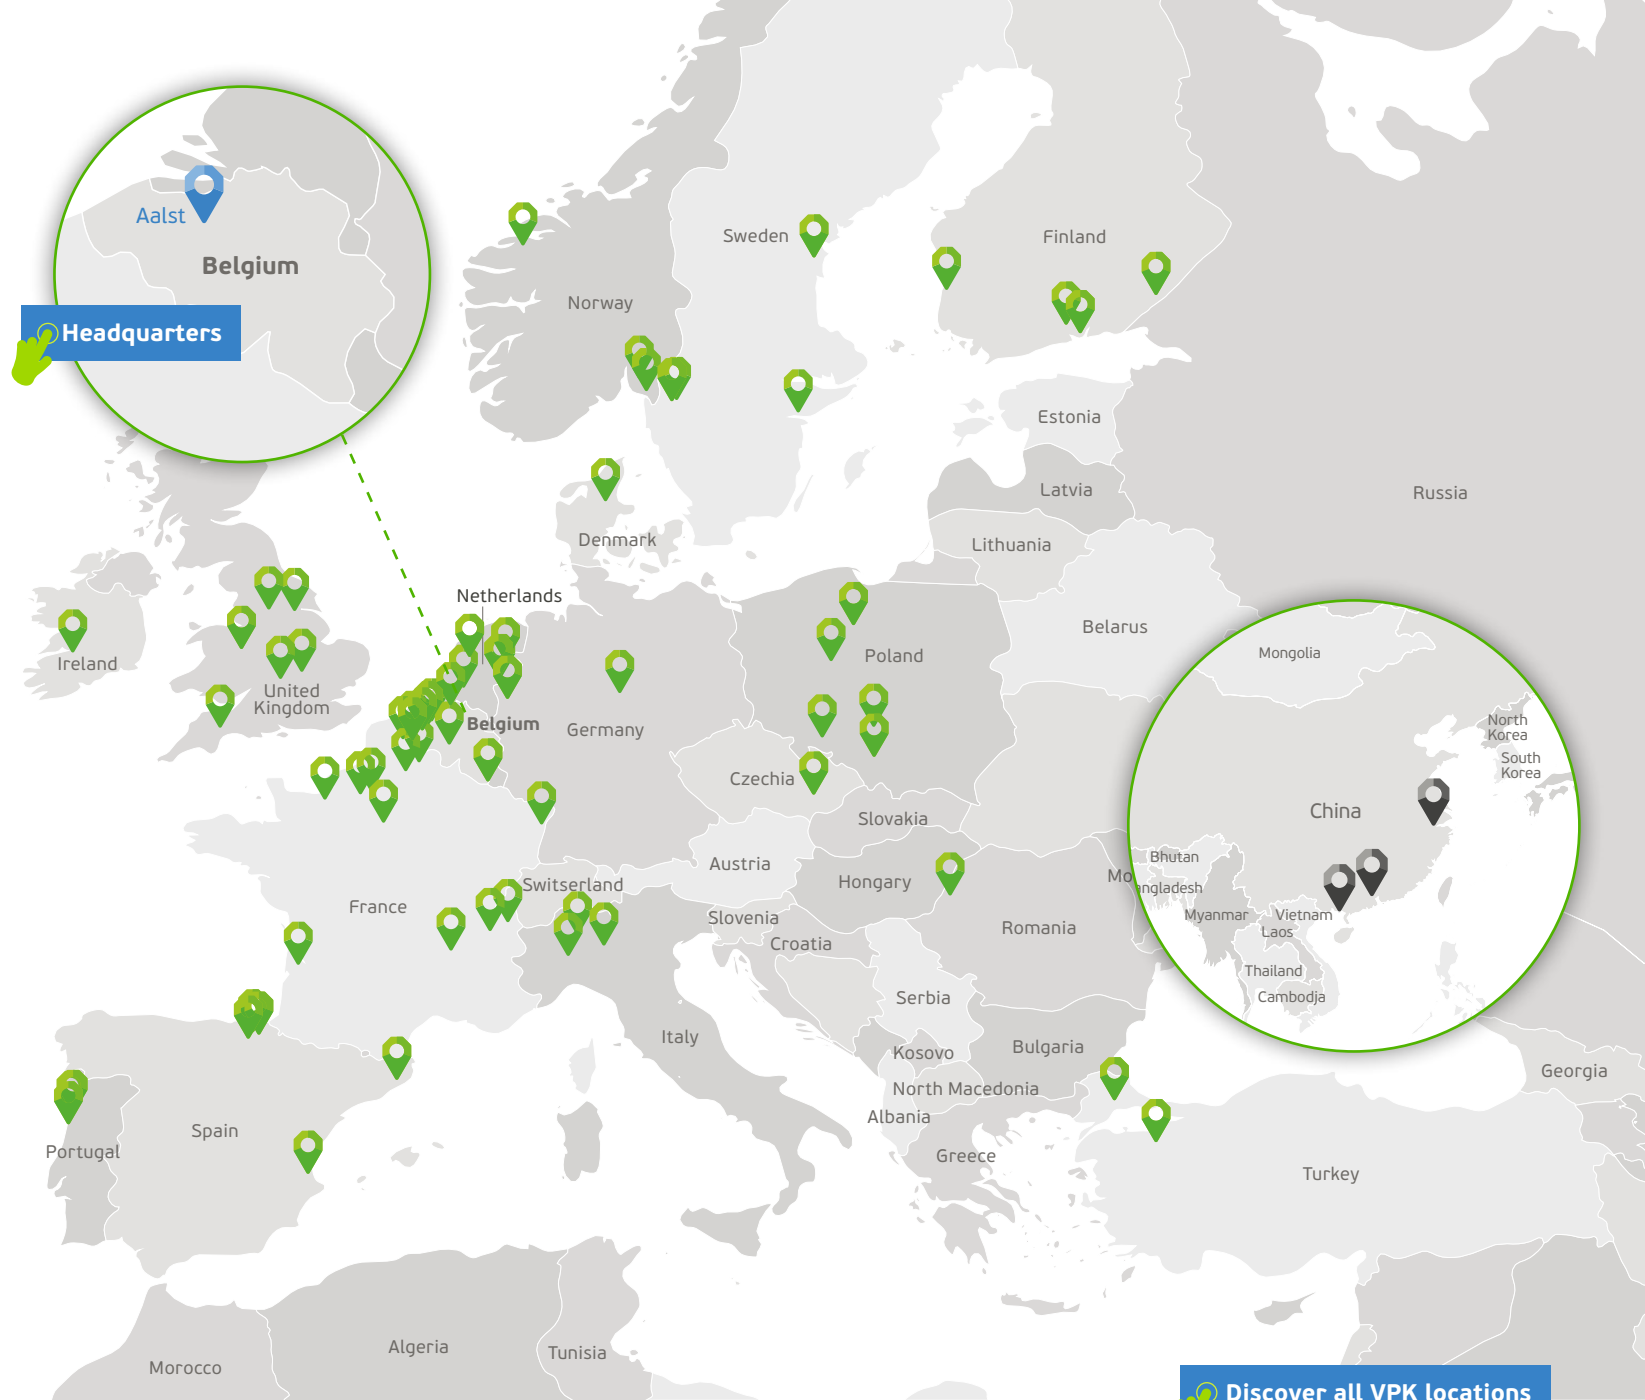 Aalst
Belgium
Headquarters
Sweden
Finland
Norway
Estonia
Latvia
Russia
Lithuania
Denmark
Netherlands
Belarus
Ireland
United
Kingdom
Poland
Belgium
Germany
Czechia
Slovakia
Austria
Hongary
Switserland
France
Slovenia
Croatia
Romania
Mo
Serbia
Italy
Kosovo
Bulgaria
North Macedonia
Albania
Greece
Spain
Portugal
Turkey
Georgia
Mongolia
North
Korea
South
Korea
China
Bhutan
angladesh
Myanmar
Vietnam
Laos
Thailand
Cambodja
Algeria
Tunisia
Morocco
Discover all VPK locations